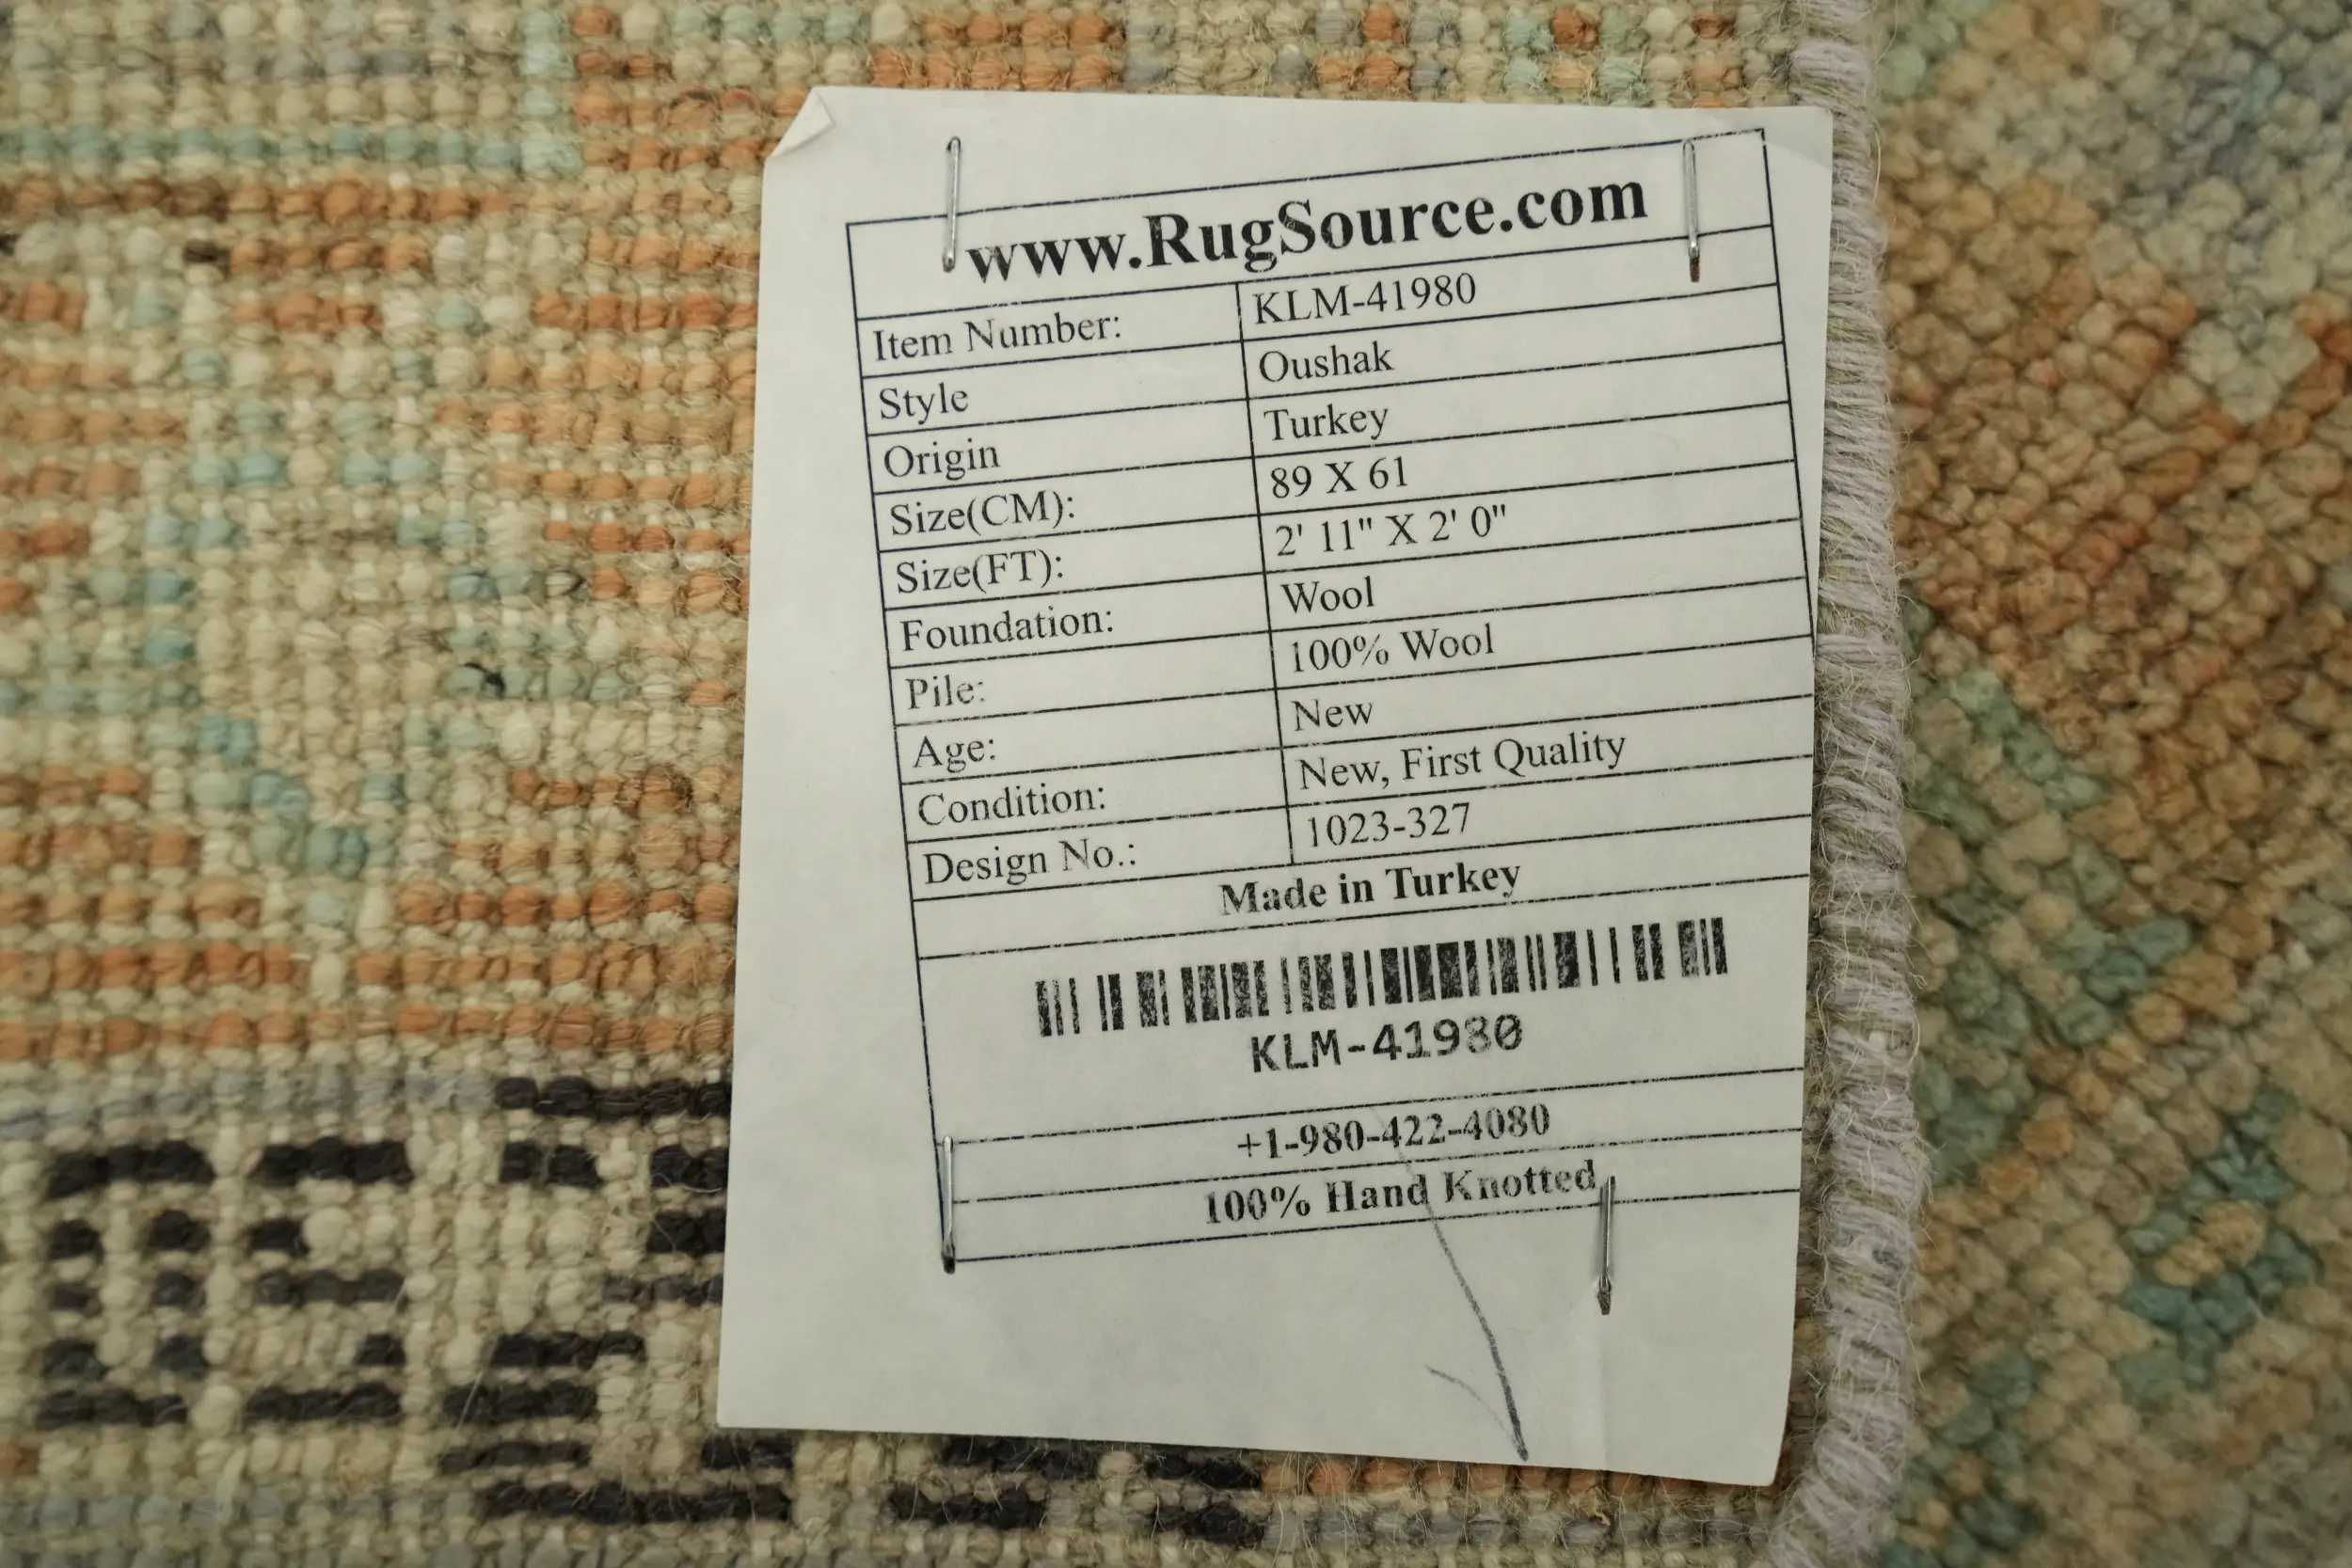 www.RugSource.com
Item Number: KLM-41980
Style Oushak
Origin Turkey
Size(CM): 89 X 61
Size(FT): 2' 11" X 2' 0"
Foundation: Wool
Pile: 100% Wool
Age: New
Condition: New, First Quality
Design No.: 1023-327
Made in Turkey
KLM-41980
+1-980-422-4080
100% Hand Knotted